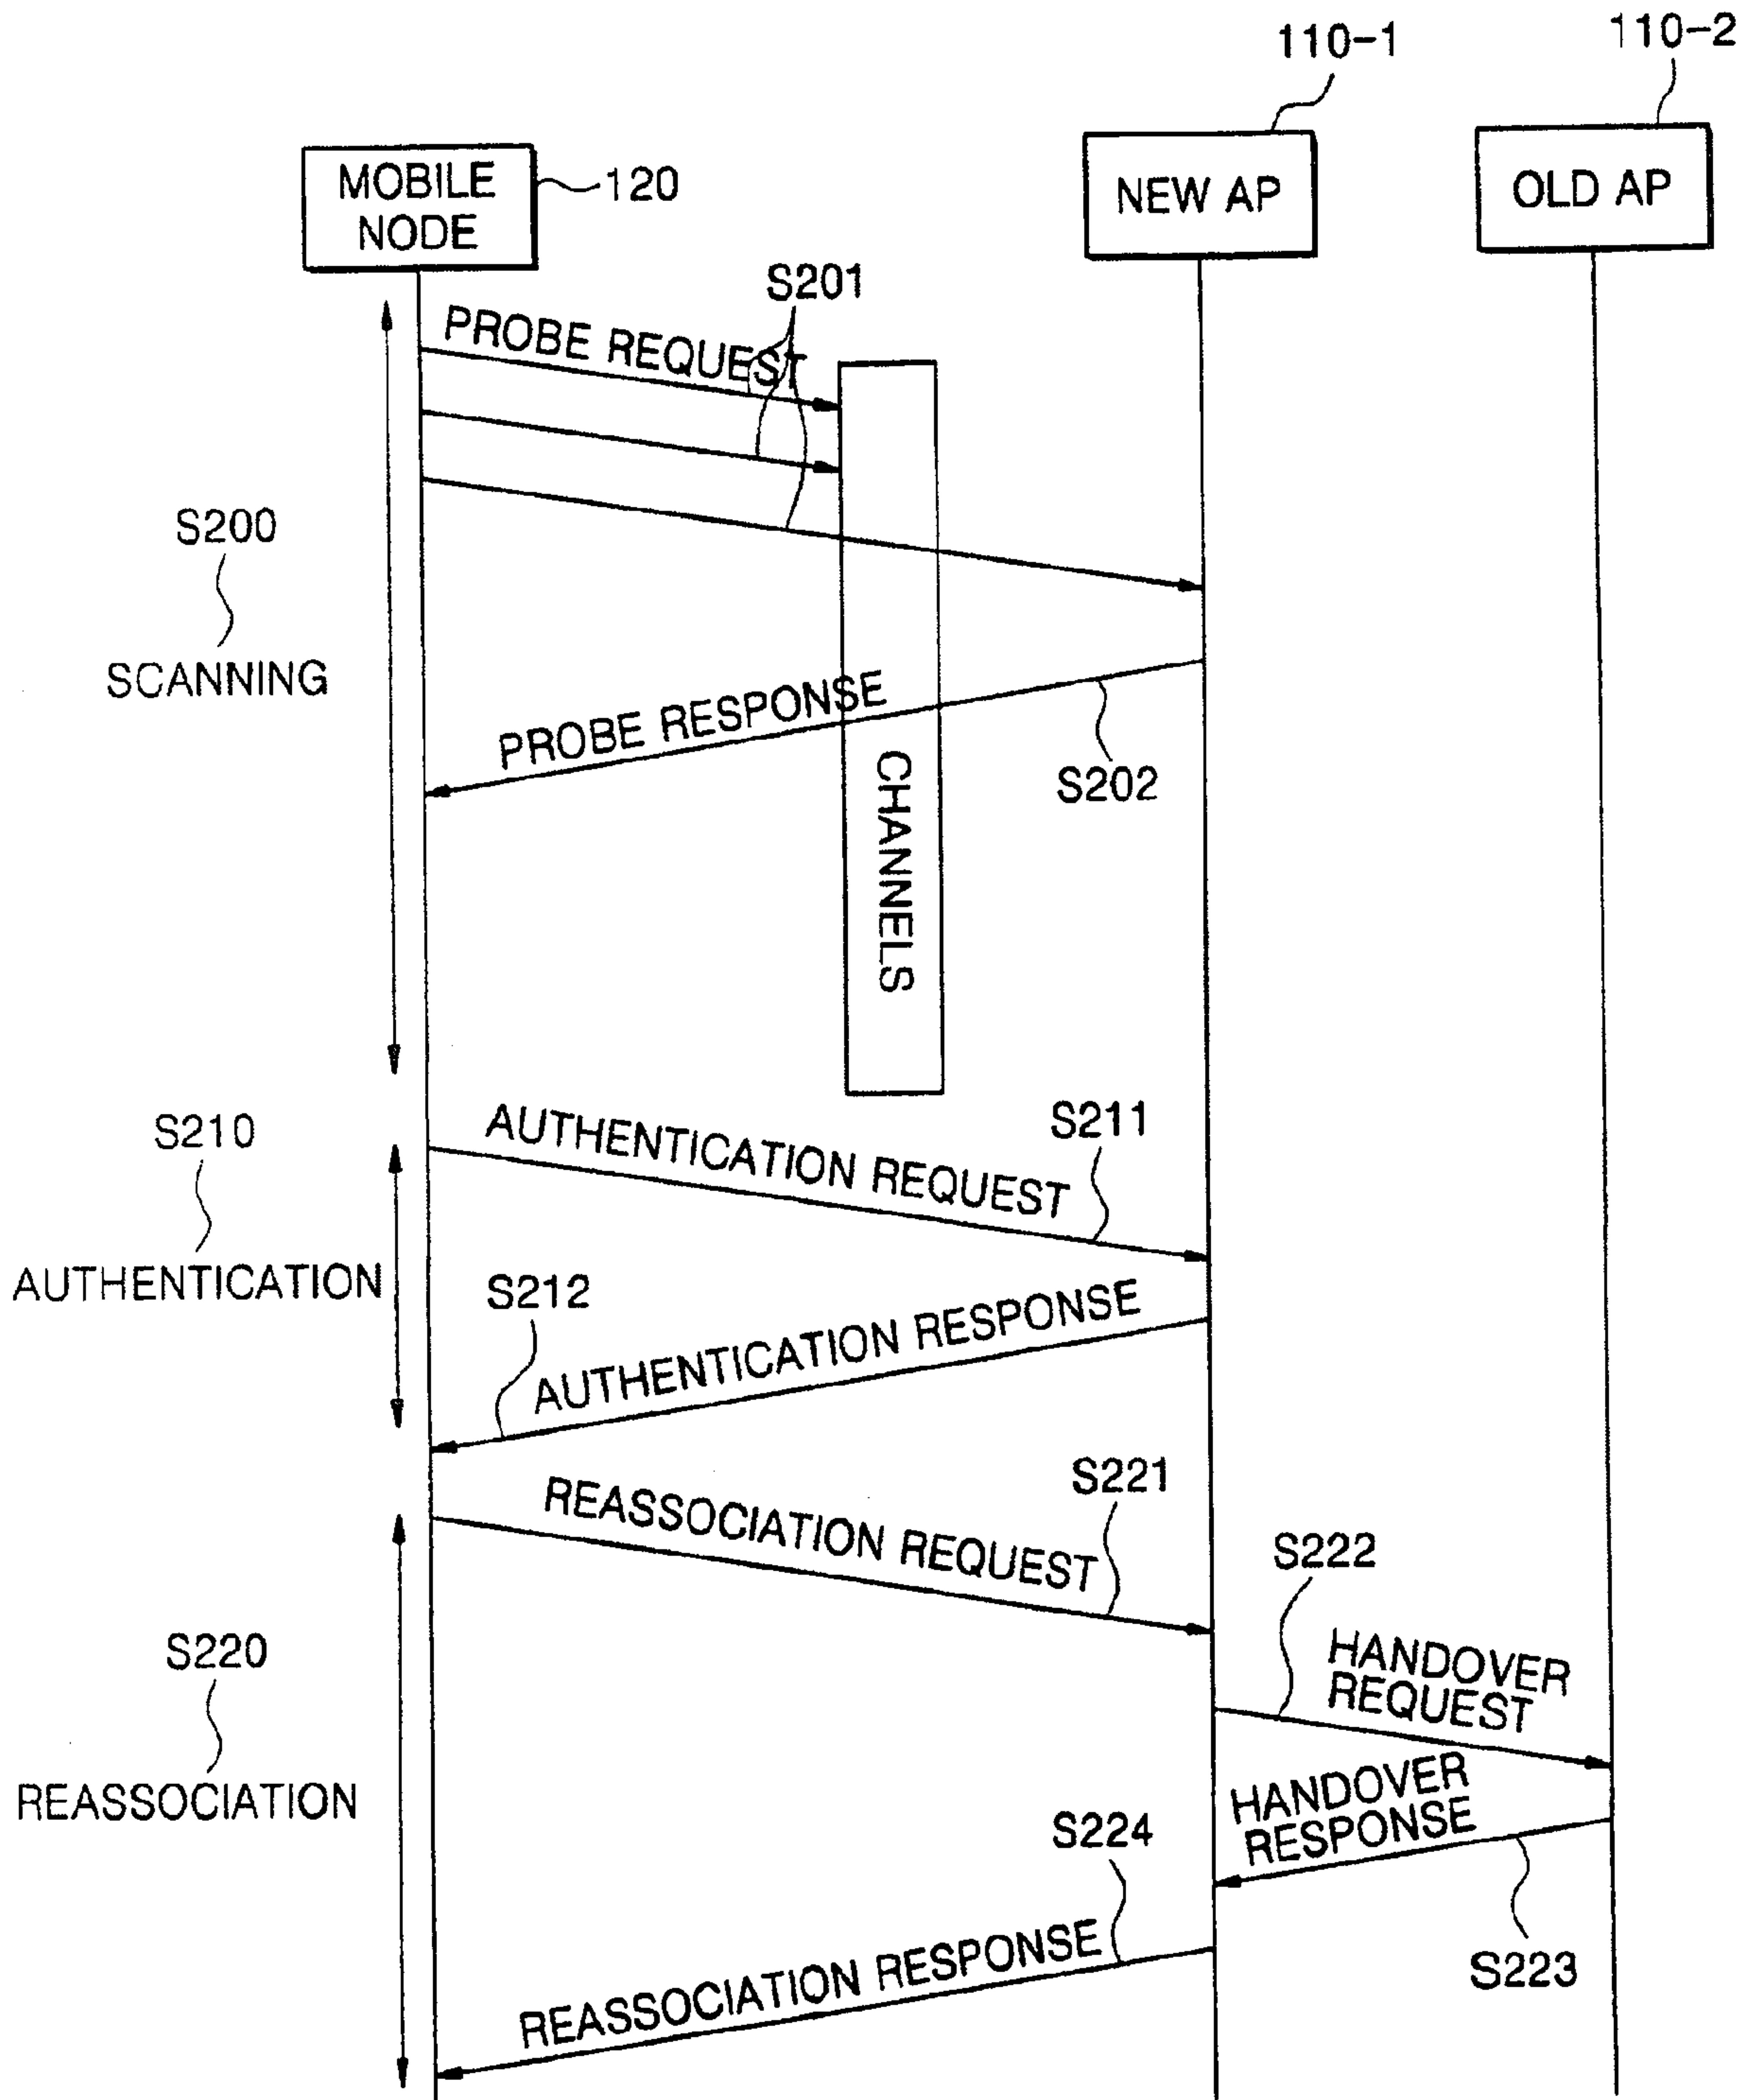 110-1
110-2
MOBILE
NODE
120
NEW AP
OLD AP
S201
PROBE REQUEST
S200
SCANNING
PROBE RESPONSE
S202
CHANNELS
S210
AUTHENTICATION
AUTHENTICATION REQUEST
S211
S212
AUTHENTICATION RESPONSE
REASSOCIATION REQUEST
S221
S222
HANDOVER
REQUEST
S220
REASSOCIATION
HANDOVER
RESPONSE
S224
S223
REASSOCIATION RESPONSE